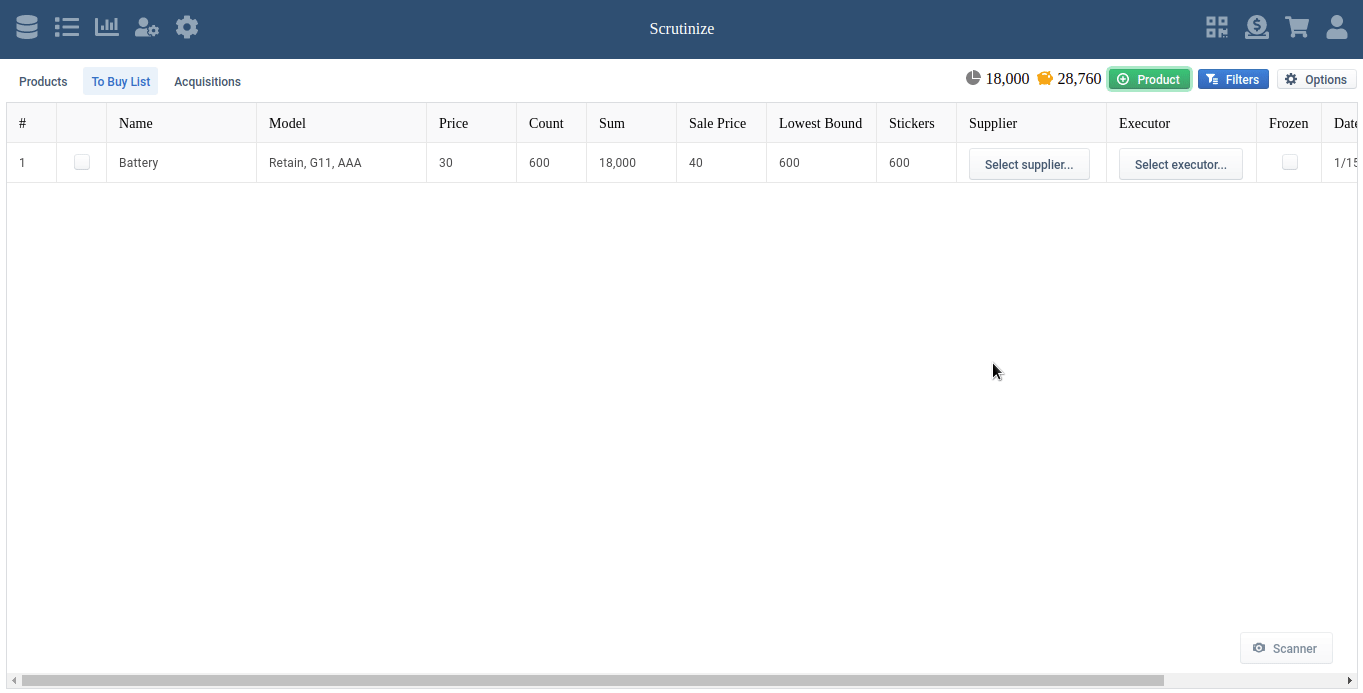 Scrutinize
Products To Buy List Acquisitions 18,000 28,760 Product Filters Options
# Name Model Price Count Sum Sale Price Lowest Bound Stickers Supplier Executor Frozen Date
1 Battery Retain, G11, AAA 30 600 18,000 40 600 600 Select supplier... Select executor... 1/15
Scanner